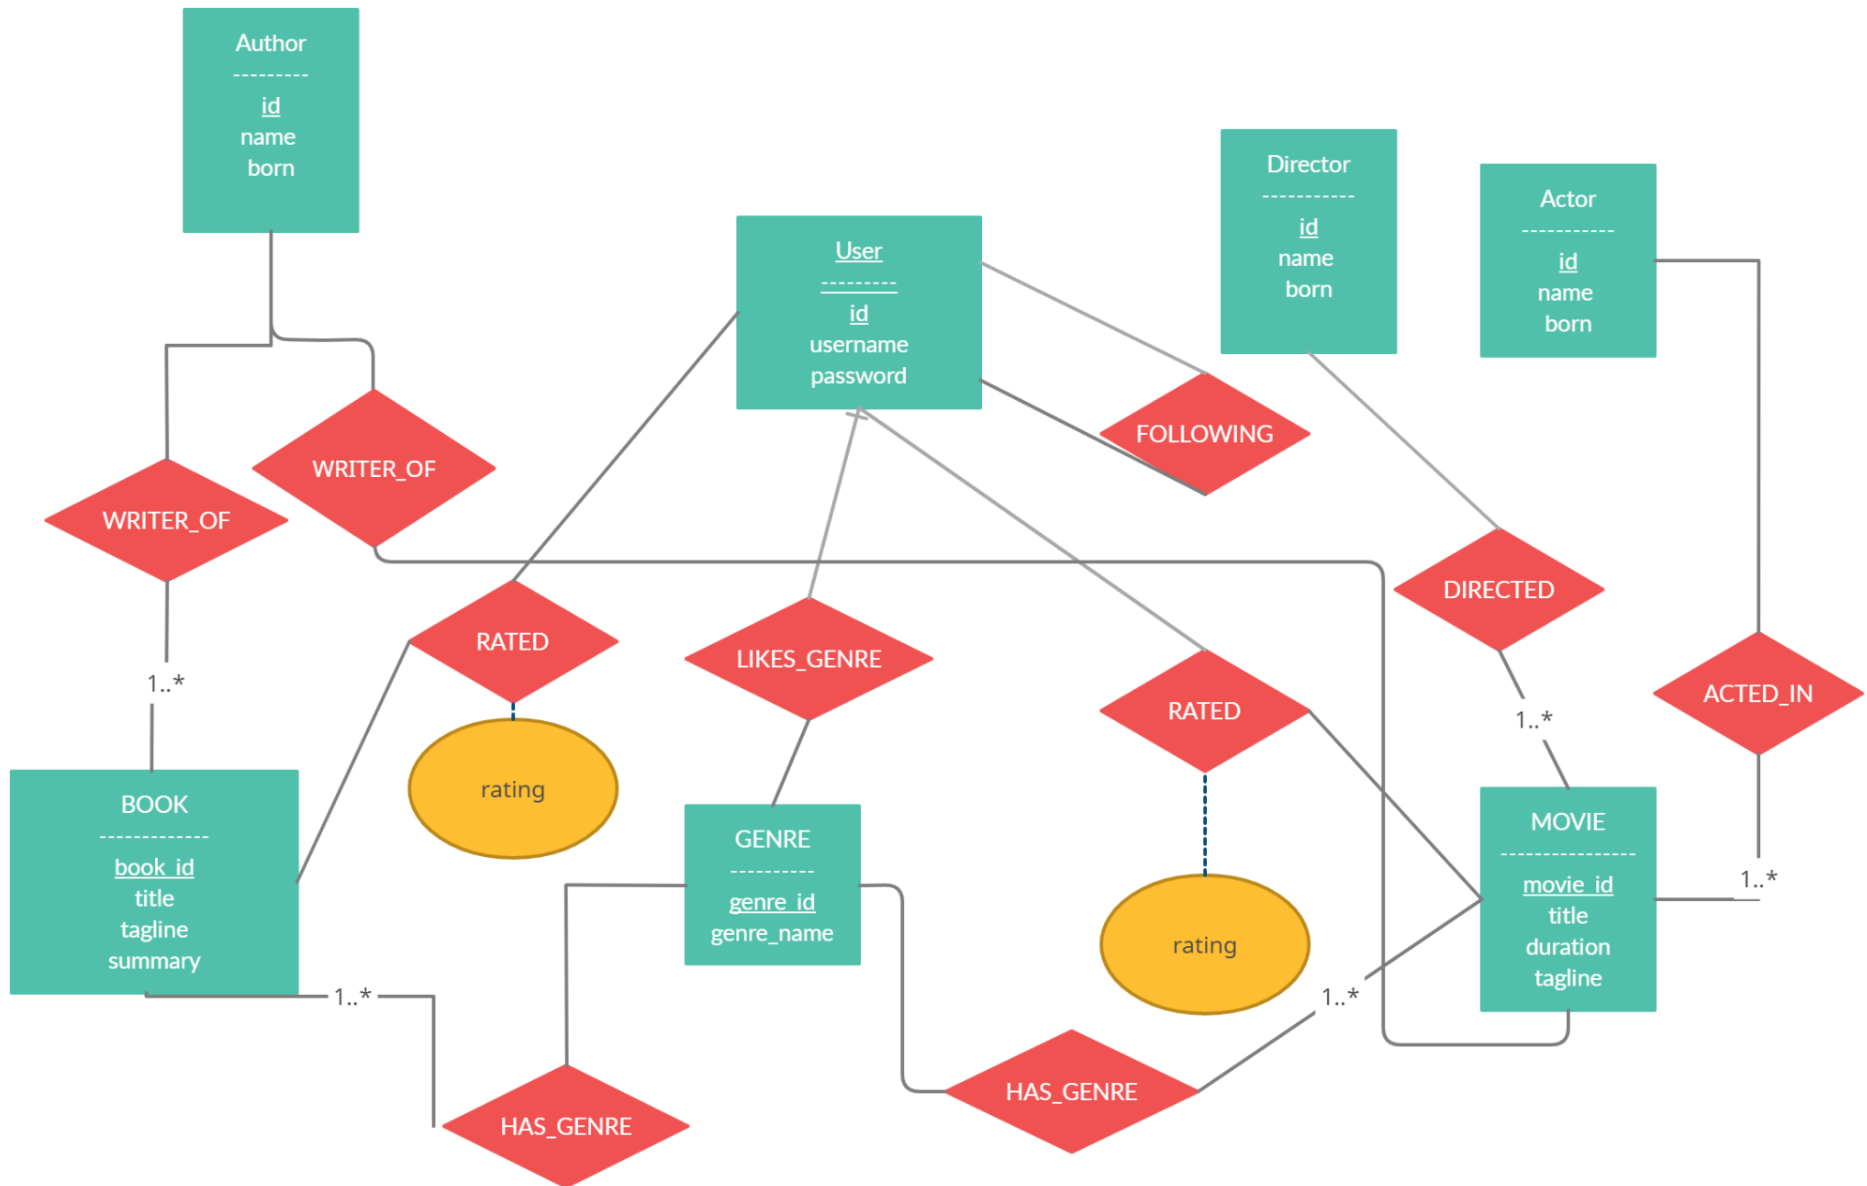 Author
---------
id
name
born
Director
-----------
id
name
born
Actor
-----------
id
name
born
User
---------
id
username
password
FOLLOWING
WRITER_OF
WRITER_OF
DIRECTED
RATED
LIKES_GENRE
RATED
ACTED_IN
1..*
1..*
rating
BOOK
-------------
book_id
title
tagline
summary
GENRE
----------
genre_id
genre_name
MOVIE
----------------
movie_id
title
duration
tagline
1..*
rating
1..*
1..*
HAS_GENRE
HAS_GENRE